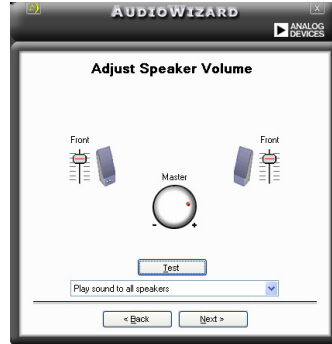 AUDIOWIZARD
X
ANALOG
DEVICES
Adjust Speaker Volume
Front
Front
Master
- +
Test
Play sound to all speakers
< Back
Next >